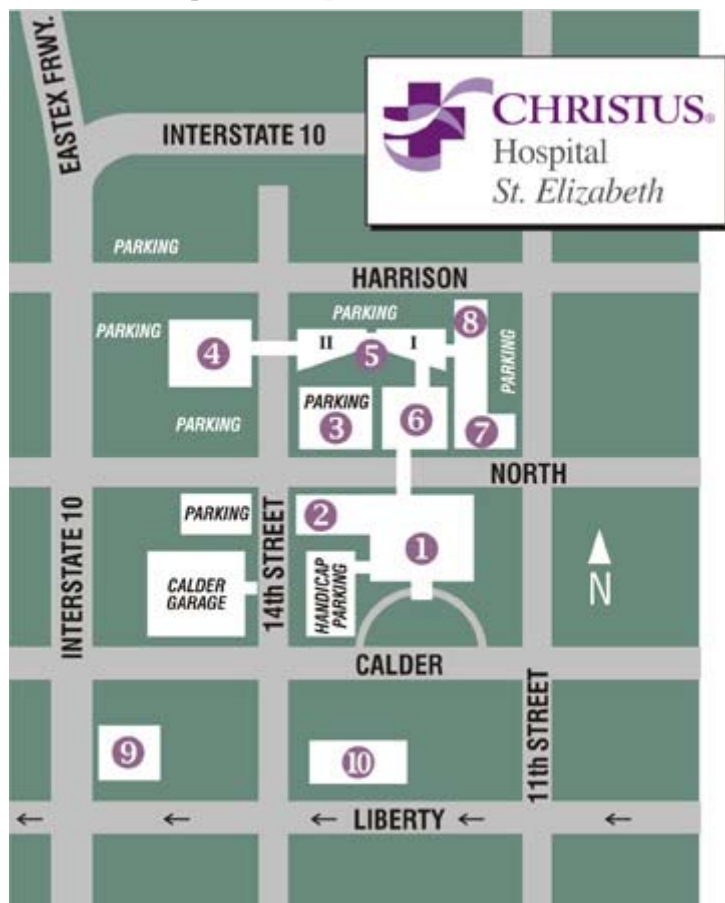 EASTEX FRWY.
INTERSTATE 10
CHRISTUS®
Hospital
St. Elizabeth
PARKING
HARRISON
PARKING
PARKING
8
II
I
5
4
PARKING
PARKING
3
6
PARKING
7
NORTH
PARKING
2
1
14th STREET
INTERSTATE 10
CALDER
GARAGE
HANDICAP
PARKING
N
CALDER
11th STREET
9
10
← ← ← LIBERTY ← ←